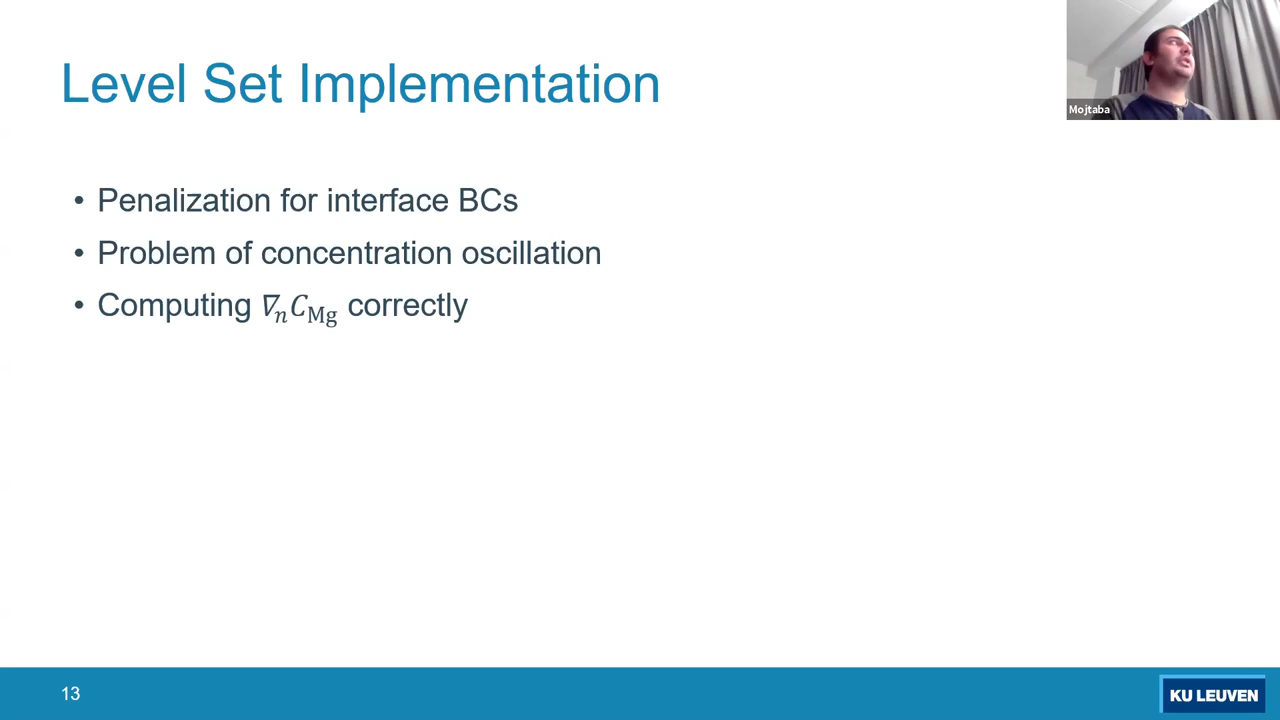 Level Set Implementation
Mojtaba
• Penalization for interface BCs
• Problem of concentration oscillation
• Computing ∇ₙC_Mg correctly
13
KU LEUVEN